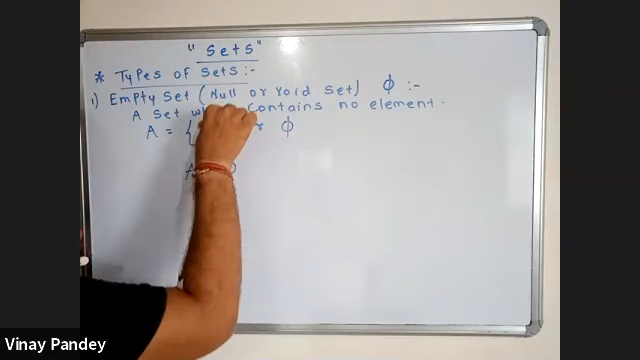 "Sets"
* Types of Sets :-
1) Empty Set (Null or Void Set) ϕ :-
A Set contains no element.
A = { ϕ
Vinay Pandey